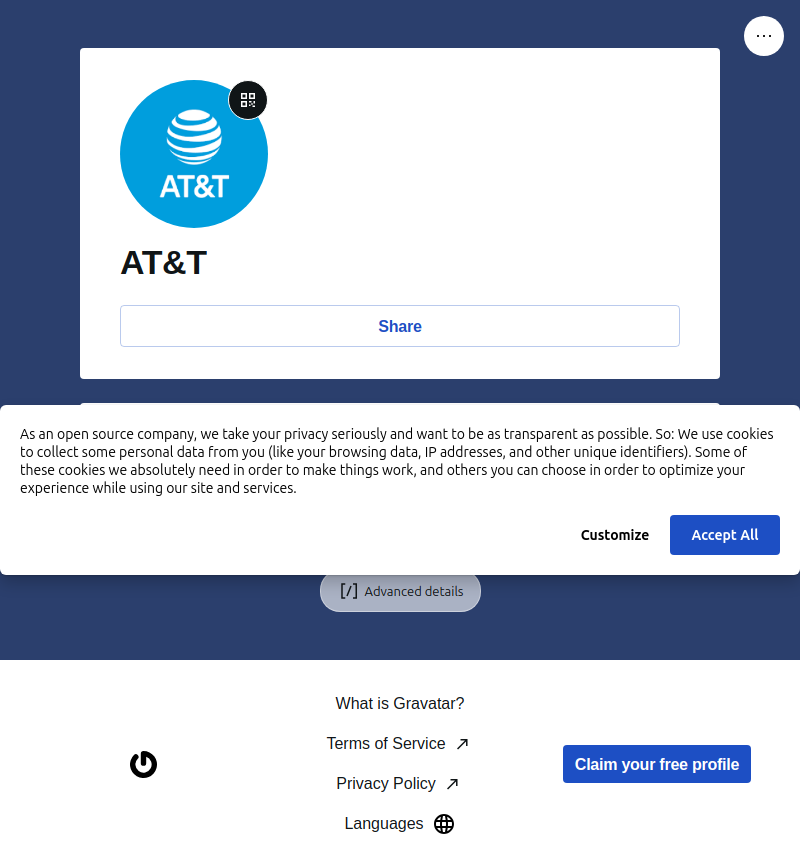 AT&T
AT&T
Share
As an open source company, we take your privacy seriously and want to be as transparent as possible. So: We use cookies
to collect some personal data from you (like your browsing data, IP addresses, and other unique identifiers). Some of
these cookies we absolutely need in order to make things work, and others you can choose in order to optimize your
experience while using our site and services.
Customize
Accept All
[/] Advanced details
What is Gravatar?
Terms of Service
Privacy Policy
Languages
Claim your free profile